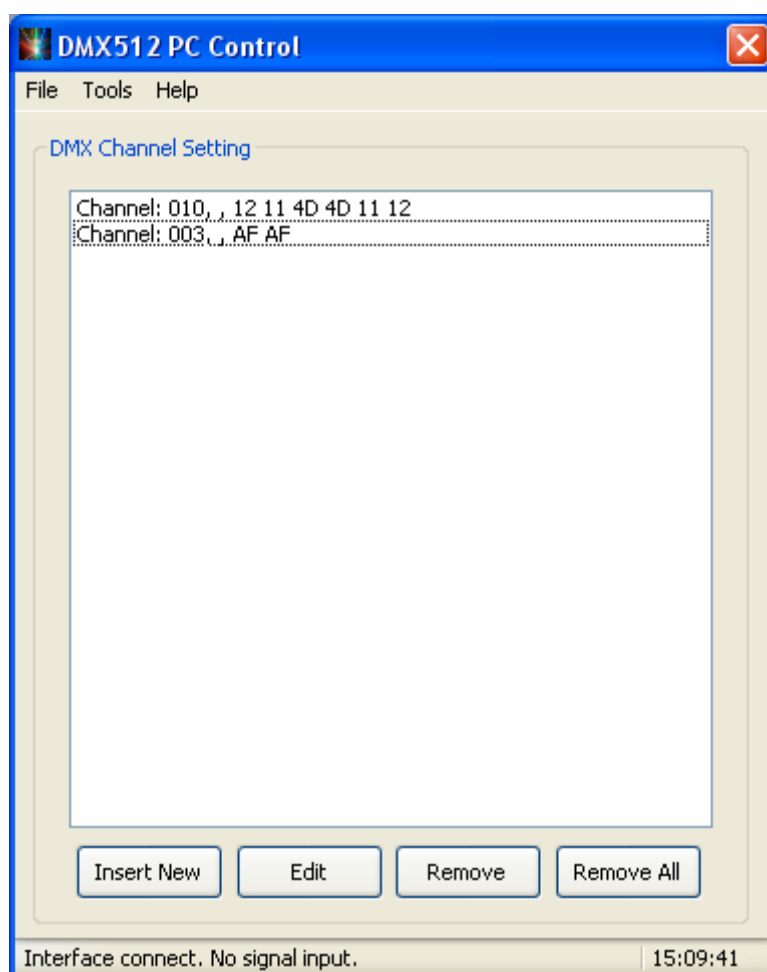 DMX512 PC Control
File Tools Help
DMX Channel Setting
Channel: 010, , 12 11 4D 4D 11 12
Channel: 003, , AF AF
Insert New Edit Remove Remove All
Interface connect. No signal input. 15:09:41